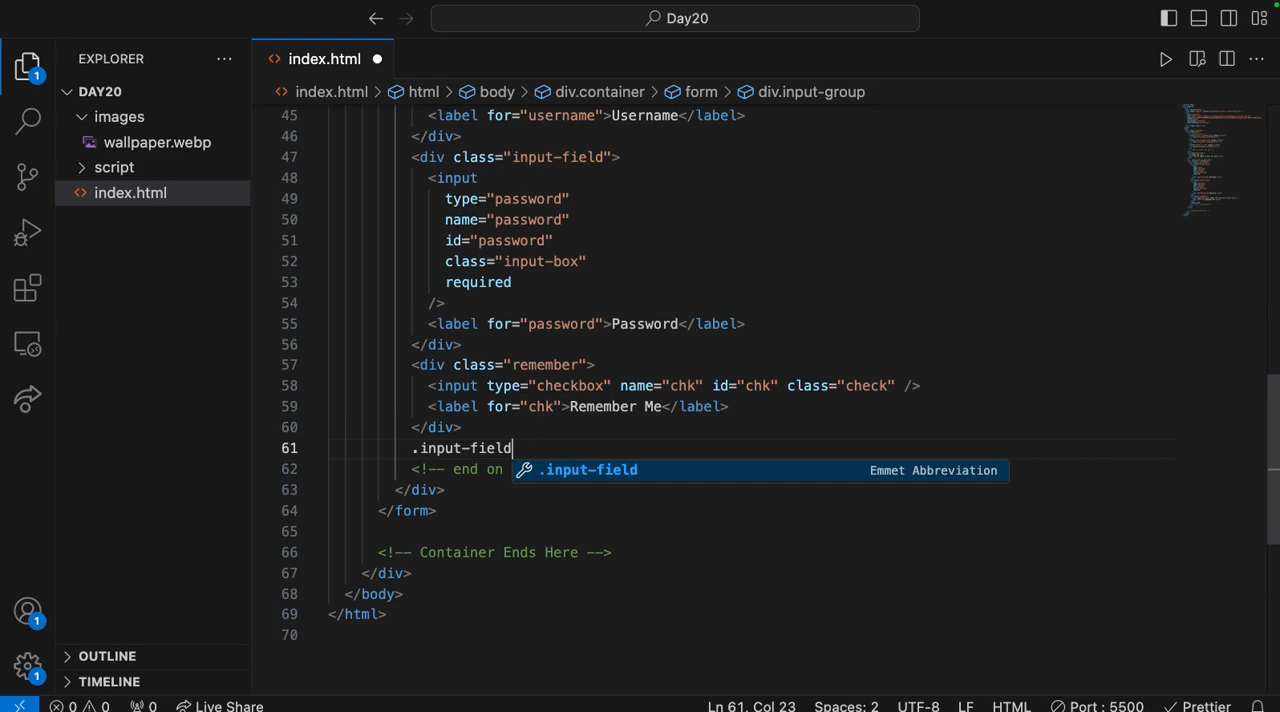 Day20
EXPLORER
index.html
1
DAY20
index.html
html
body
div.container
form
div.input-group
images
wallpaper.webp
script
index.html
45 <label for="username">Username</label>
46 </div>
47 <div class="input-field">
48 <input
49 type="password"
50 name="password"
51 id="password"
52 class="input-box"
53 required
54 />
55 <label for="password">Password</label>
56 </div>
57 <div class="remember">
58 <input type="checkbox" name="chk" id="chk" class="check" />
59 <label for="chk">Remember Me</label>
60 </div>
61 .input-field
62 <!-- end on
.input-field Emmet Abbreviation
63 </div>
64 </form>
65
66 <!-- Container Ends Here -->
67 </div>
68 </body>
69 </html>
70
1
1
OUTLINE
TIMELINE
0 0 0 Live Share Ln 61, Col 23 Spaces: 2 UTF-8 LF HTML Port : 5500 Prettier